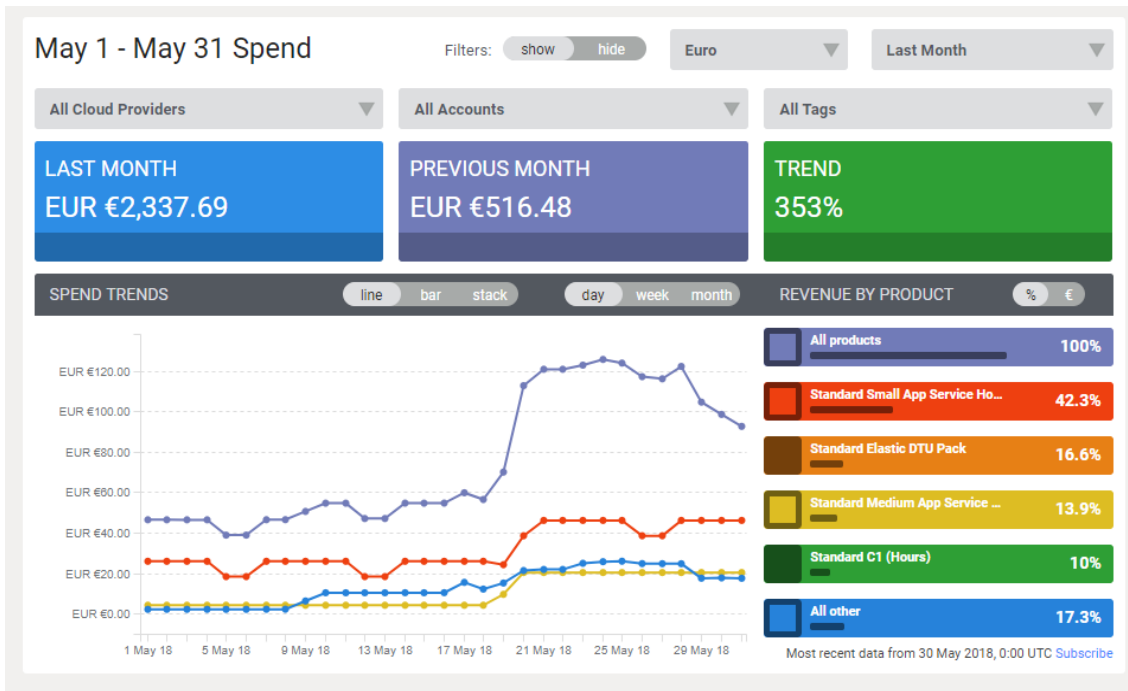 May 1 - May 31 Spend
Filters: show hide
Euro
Last Month
All Cloud Providers
All Accounts
All Tags
LAST MONTH
EUR €2,337.69
PREVIOUS MONTH
EUR €516.48
TREND
353%
SPEND TRENDS
line bar stack
day week month
REVENUE BY PRODUCT
% €
EUR €120.00
EUR €100.00
EUR €80.00
EUR €60.00
EUR €40.00
EUR €20.00
EUR €0.00
1 May 18 5 May 18 9 May 18 13 May 18 17 May 18 21 May 18 25 May 18 29 May 18
All products 100%
Standard Small App Service Ho... 42.3%
Standard Elastic DTU Pack 16.6%
Standard Medium App Service ... 13.9%
Standard C1 (Hours) 10%
All other 17.3%
Most recent data from 30 May 2018, 0:00 UTC Subscribe